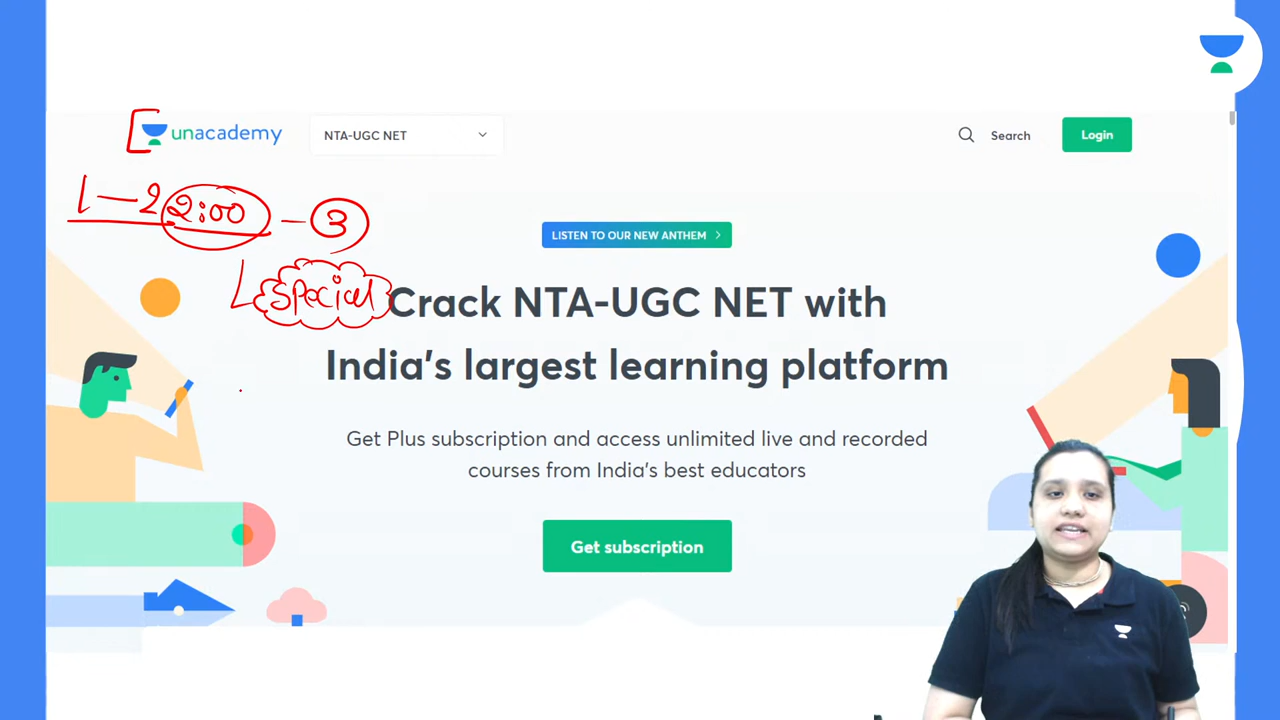 unacademy
NTA-UGC NET
Search
Login
1—2 2:00 — 3
LISTEN TO OUR NEW ANTHEM
Special
Crack NTA-UGC NET with
India's largest learning platform
Get Plus subscription and access unlimited live and recorded
courses from India's best educators
Get subscription